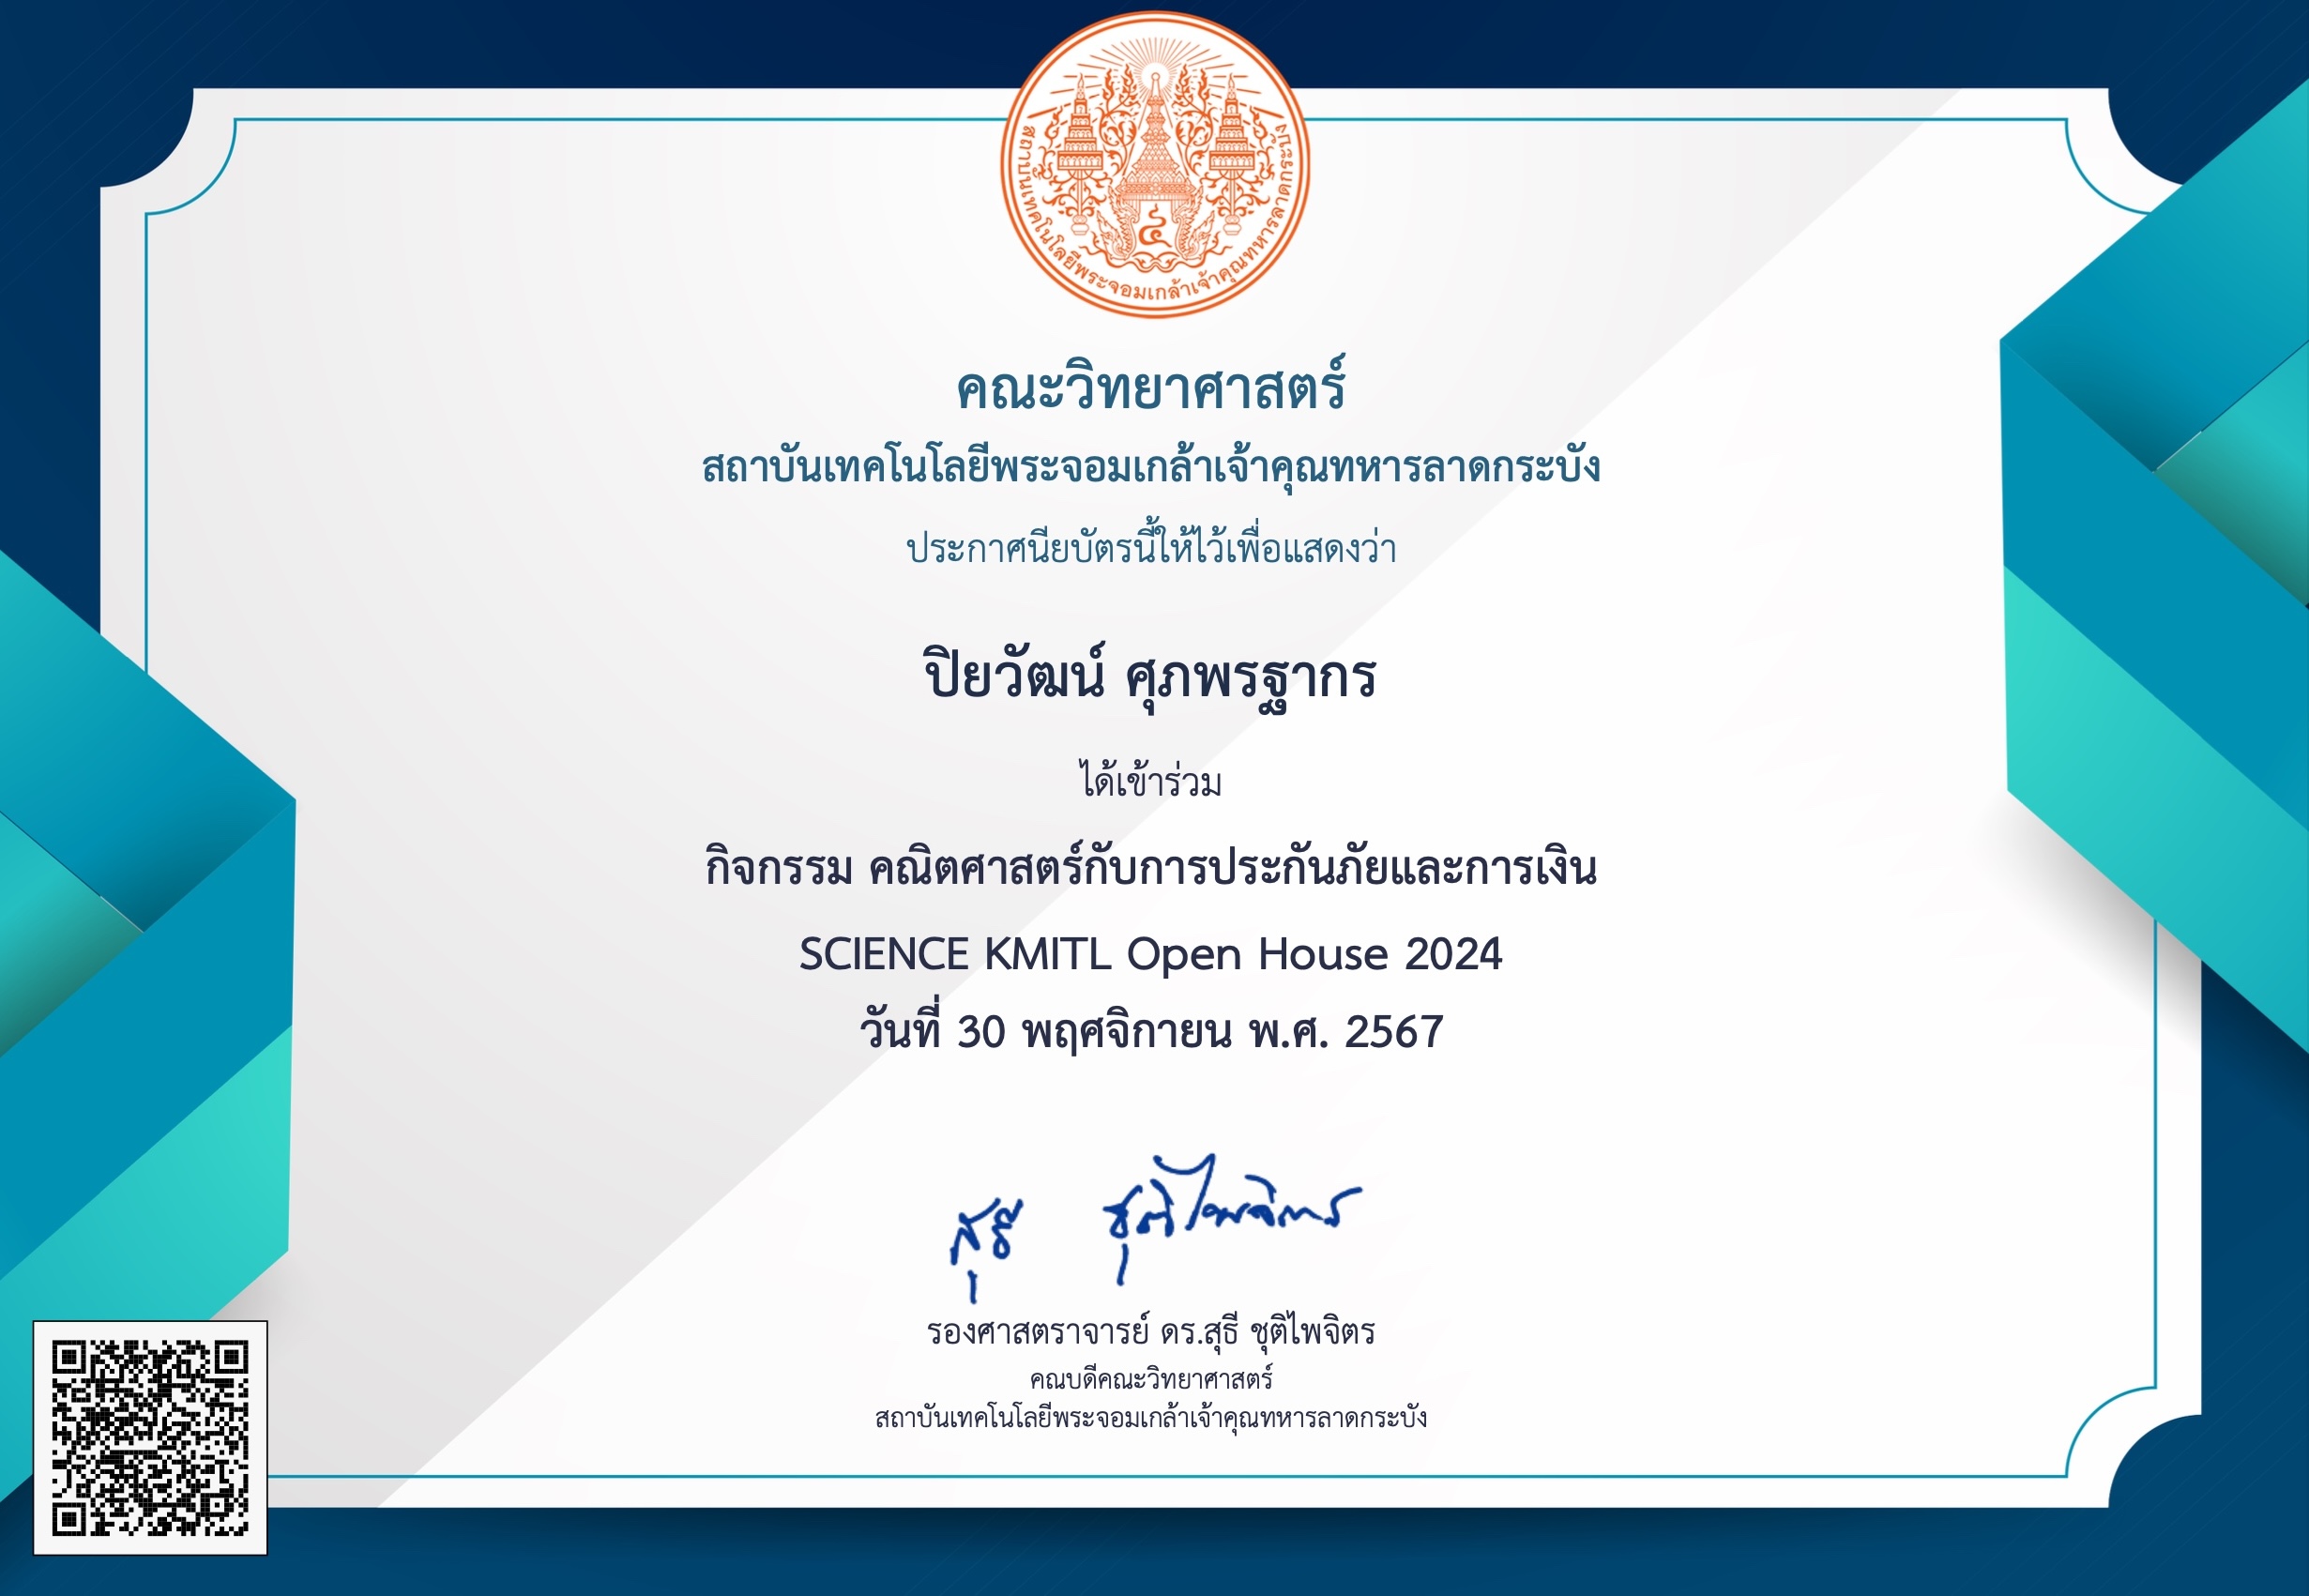 สถาบันเทคโนโลยีพระจอมเกล้าเจ้าคุณทหารลาดกระบัง
๔
คณะวิทยาศาสตร์
สถาบันเทคโนโลยีพระจอมเกล้าเจ้าคุณทหารลาดกระบัง
ประกาศนียบัตรนี้ให้ไว้เพื่อแสดงว่า
ปิยวัฒน์ ศุภพรฐากร
ได้เข้าร่วม
กิจกรรม คณิตศาสตร์กับการประกันภัยและการเงิน
SCIENCE KMITL Open House 2024
วันที่ 30 พฤศจิกายน พ.ศ. 2567
สุธี ชุติไพจิตร
รองศาสตราจารย์ ดร.สุธี ชุติไพจิตร
คณบดีคณะวิทยาศาสตร์
สถาบันเทคโนโลยีพระจอมเกล้าเจ้าคุณทหารลาดกระบัง